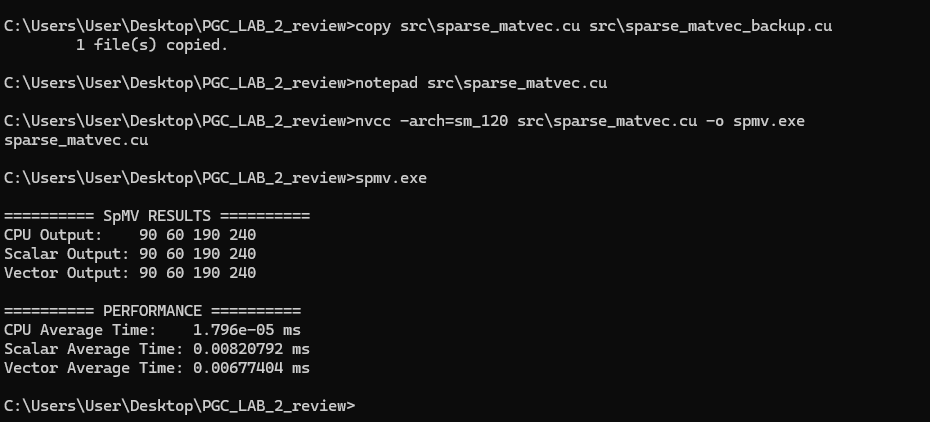 C:\Users\User\Desktop\PGC_LAB_2_review>copy src\sparse_matvec.cu src\sparse_matvec_backup.cu
        1 file(s) copied.
C:\Users\User\Desktop\PGC_LAB_2_review>notepad src\sparse_matvec.cu
C:\Users\User\Desktop\PGC_LAB_2_review>nvcc -arch=sm_120 src\sparse_matvec.cu -o spmv.exe
sparse_matvec.cu
C:\Users\User\Desktop\PGC_LAB_2_review>spmv.exe
========== SpMV RESULTS ==========
CPU Output:    90 60 190 240
Scalar Output: 90 60 190 240
Vector Output: 90 60 190 240
========== PERFORMANCE ==========
CPU Average Time:    1.796e-05 ms
Scalar Average Time: 0.00820792 ms
Vector Average Time: 0.00677404 ms
C:\Users\User\Desktop\PGC_LAB_2_review>